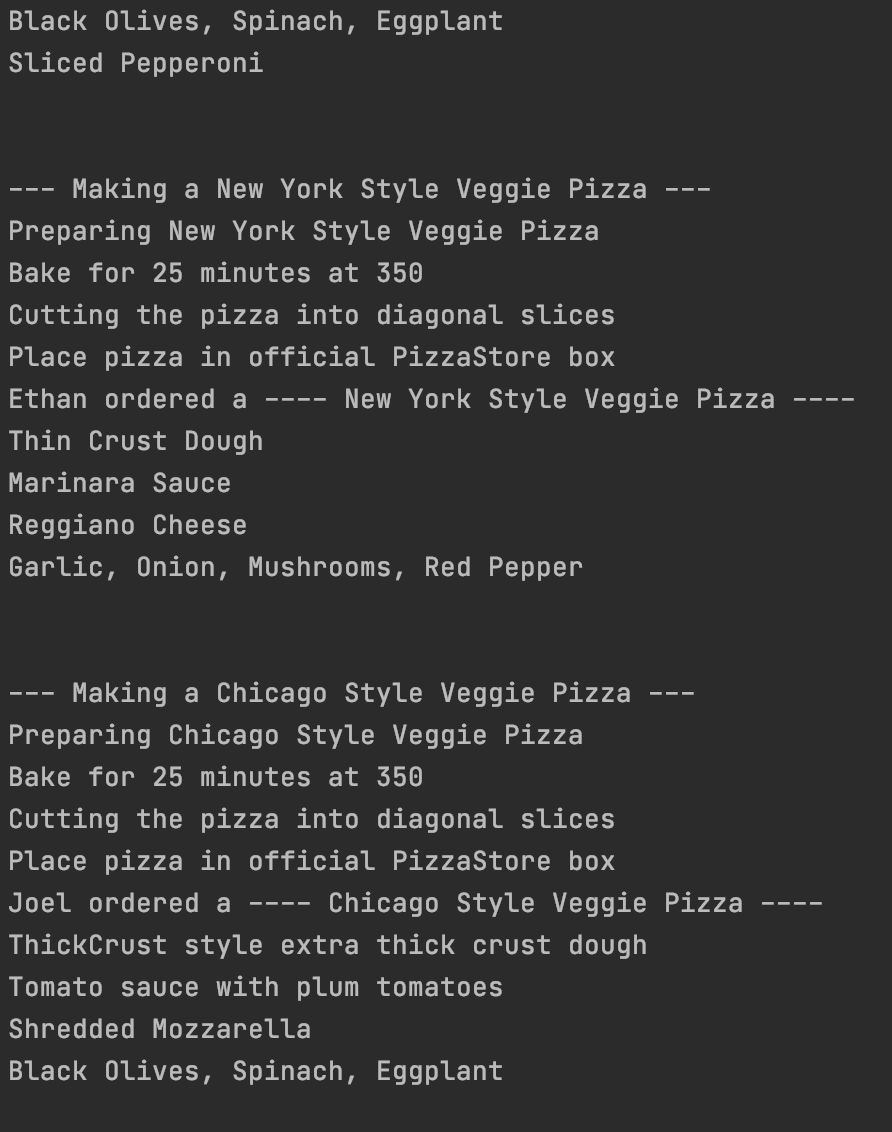 Black Olives, Spinach, Eggplant
Sliced Pepperoni
--- Making a New York Style Veggie Pizza ---
Preparing New York Style Veggie Pizza
Bake for 25 minutes at 350
Cutting the pizza into diagonal slices
Place pizza in official PizzaStore box
Ethan ordered a ---- New York Style Veggie Pizza ----
Thin Crust Dough
Marinara Sauce
Reggiano Cheese
Garlic, Onion, Mushrooms, Red Pepper
--- Making a Chicago Style Veggie Pizza ---
Preparing Chicago Style Veggie Pizza
Bake for 25 minutes at 350
Cutting the pizza into diagonal slices
Place pizza in official PizzaStore box
Joel ordered a ---- Chicago Style Veggie Pizza ----
ThickCrust style extra thick crust dough
Tomato sauce with plum tomatoes
Shredded Mozzarella
Black Olives, Spinach, Eggplant